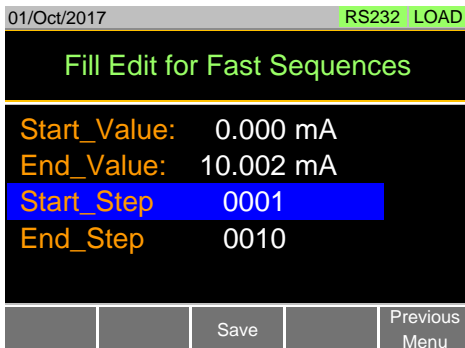 01/Oct/2017 RS232 LOAD
Fill Edit for Fast Sequences
Start_Value: 0.000 mA
End_Value: 10.002 mA
Start_Step 0001
End_Step 0010
Save
Previous
Menu